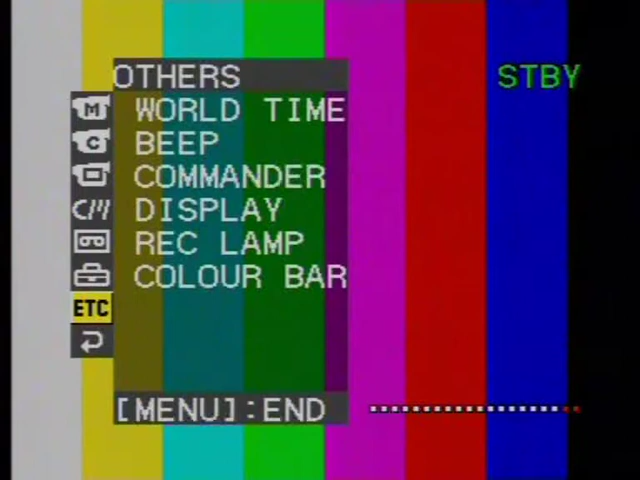 OTHERS
STBY
WORLD TIME
BEEP
COMMANDER
DISPLAY
REC LAMP
COLOUR BAR
ETC
[MENU]:END